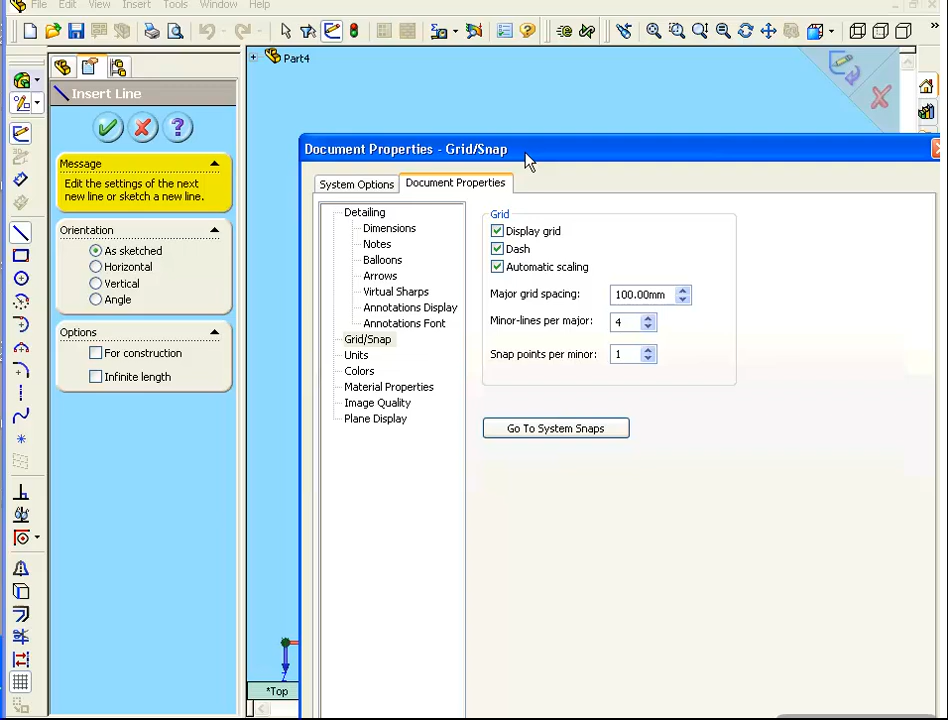 File Edit View Insert Tools Window Help
Part4
Insert Line
Message
Edit the settings of the next
new line or sketch a new line.
Orientation
As sketched
Horizontal
Vertical
Angle
Options
For construction
Infinite length
Document Properties - Grid/Snap
System Options
Document Properties
Detailing
Dimensions
Notes
Balloons
Arrows
Virtual Sharps
Annotations Display
Annotations Font
Grid/Snap
Units
Colors
Material Properties
Image Quality
Plane Display
Grid
Display grid
Dash
Automatic scaling
Major grid spacing: 100.00mm
Minor-lines per major: 4
Snap points per minor: 1
Go To System Snaps
*Top